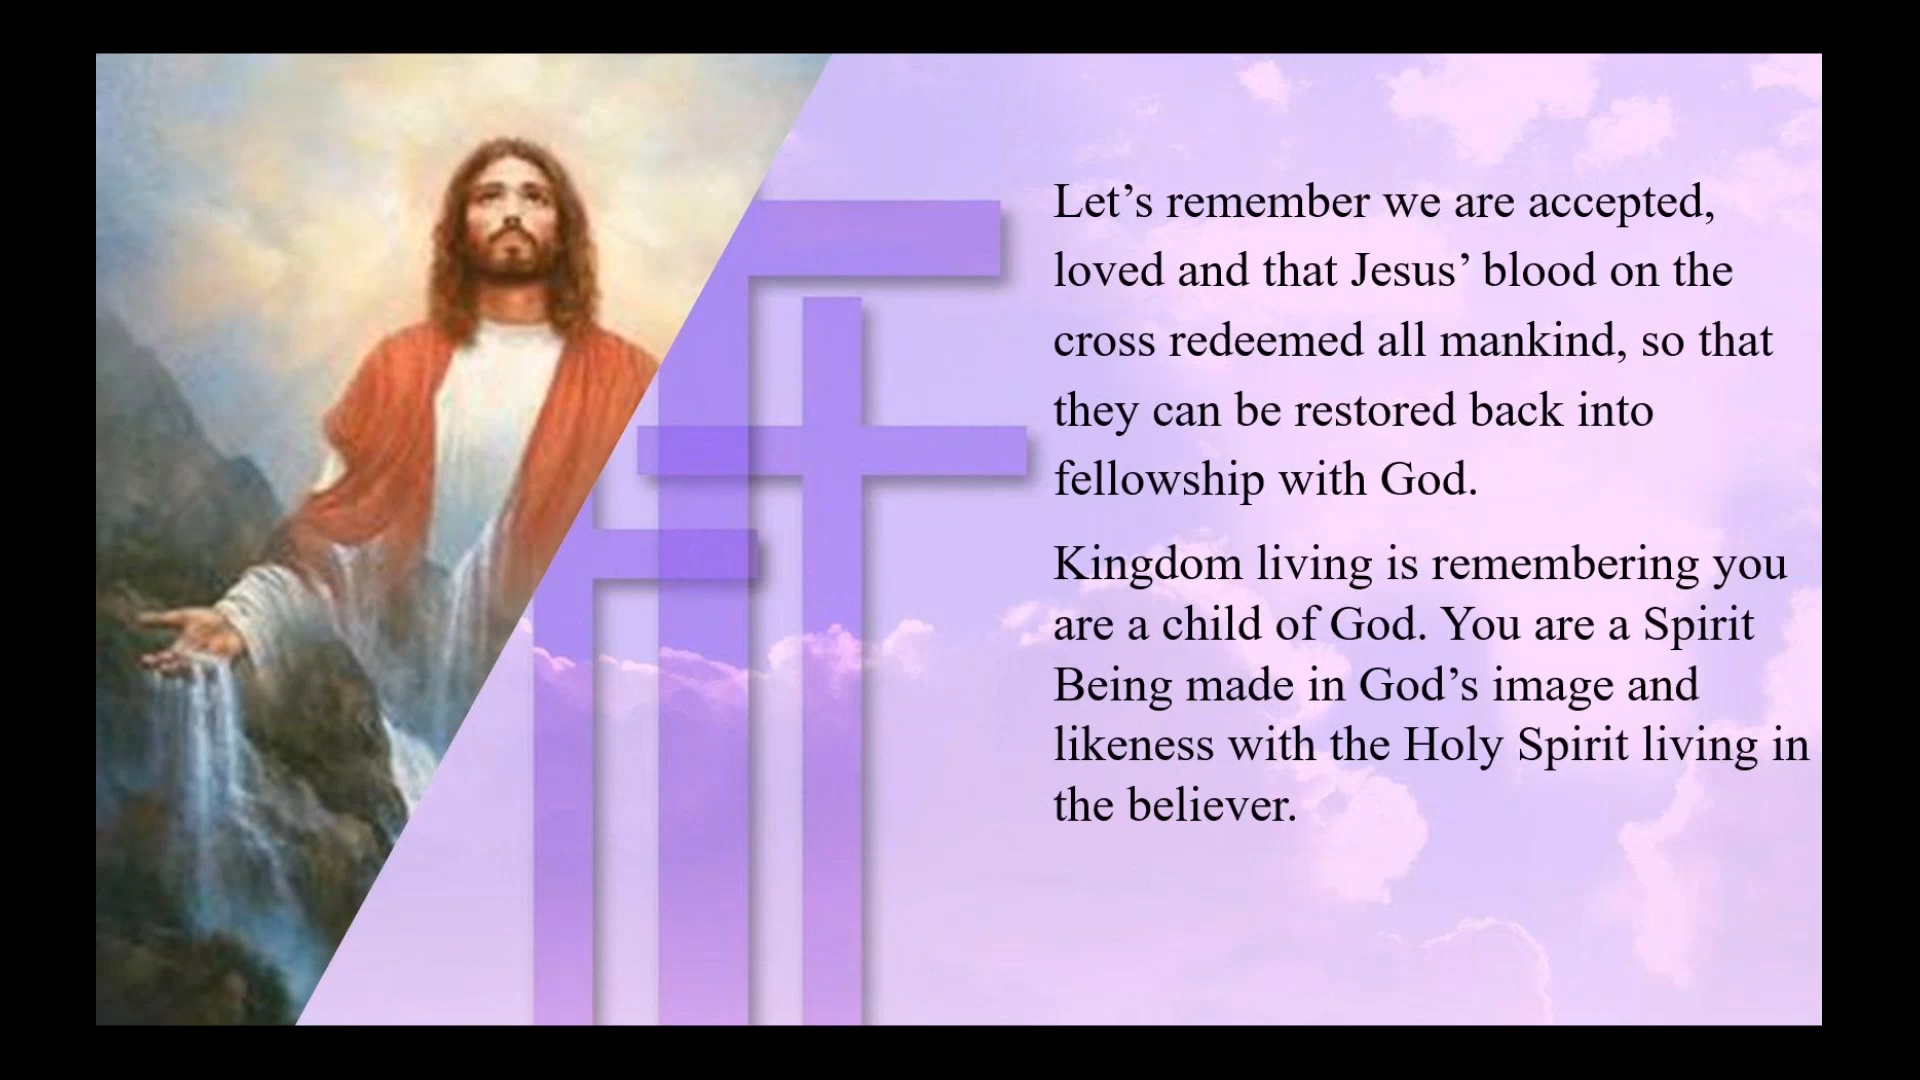 Let’s remember we are accepted,
loved and that Jesus’ blood on the
cross redeemed all mankind, so that
they can be restored back into
fellowship with God.
Kingdom living is remembering you
are a child of God. You are a Spirit
Being made in God’s image and
likeness with the Holy Spirit living in
the believer.